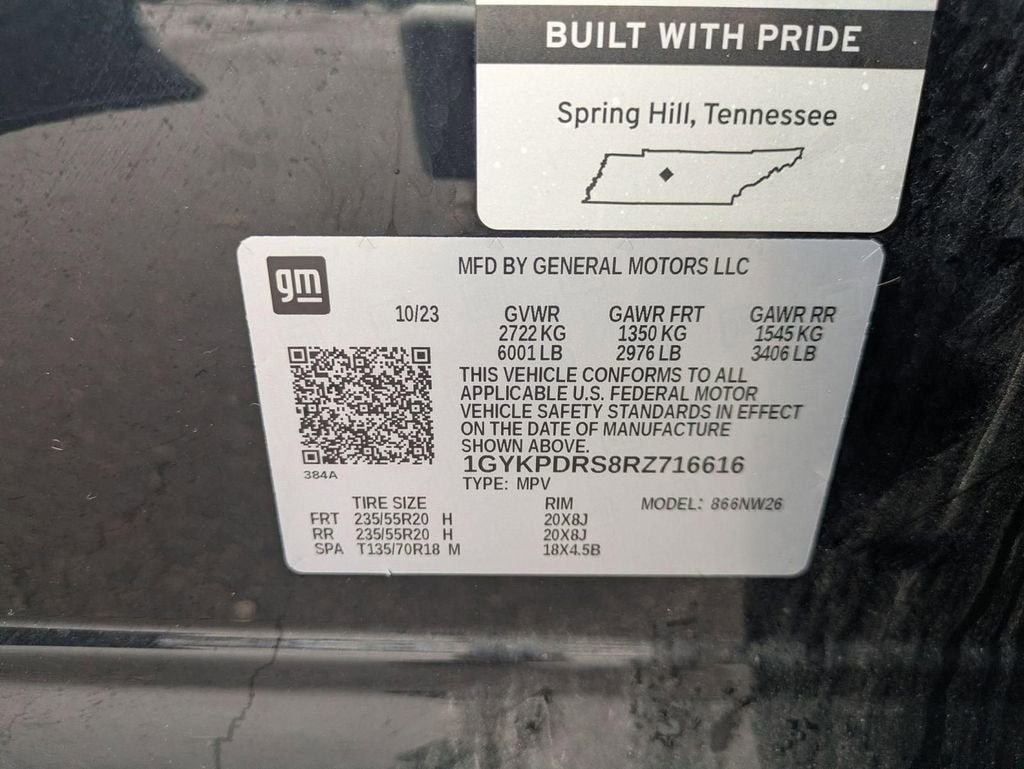 BUILT WITH PRIDE
Spring Hill, Tennessee
gm
MFD BY GENERAL MOTORS LLC
10/23 GVWR GAWR FRT GAWR RR
2722 KG 1350 KG 1545 KG
6001 LB 2976 LB 3406 LB
THIS VEHICLE CONFORMS TO ALL
APPLICABLE U.S. FEDERAL MOTOR
VEHICLE SAFETY STANDARDS IN EFFECT
ON THE DATE OF MANUFACTURE
SHOWN ABOVE.
384A
1GYKPDRS8RZ716616
TYPE: MPV
TIRE SIZE RIM MODEL: 866NW26
FRT 235/55R20 H 20X8J
RR 235/55R20 H 20X8J
SPA T135/70R18 M 18X4.5B